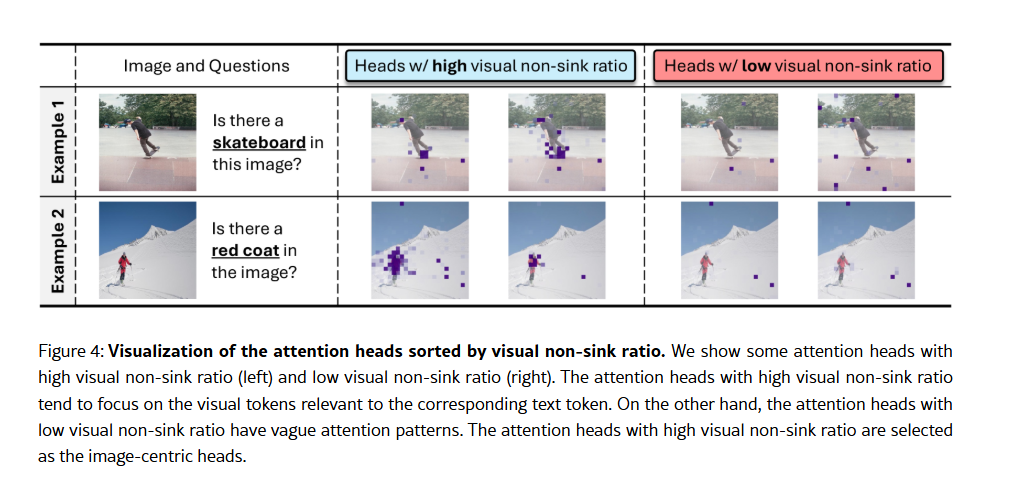 Image and Questions
Heads w/ high visual non-sink ratio
Heads w/ low visual non-sink ratio
Example 1
Is there a
skateboard in
this image?
Example 2
Is there a
red coat in
the image?
Figure 4: Visualization of the attention heads sorted by visual non-sink ratio. We show some attention heads with
high visual non-sink ratio (left) and low visual non-sink ratio (right). The attention heads with high visual non-sink ratio
tend to focus on the visual tokens relevant to the corresponding text token. On the other hand, the attention heads with
low visual non-sink ratio have vague attention patterns. The attention heads with high visual non-sink ratio are selected
as the image-centric heads.